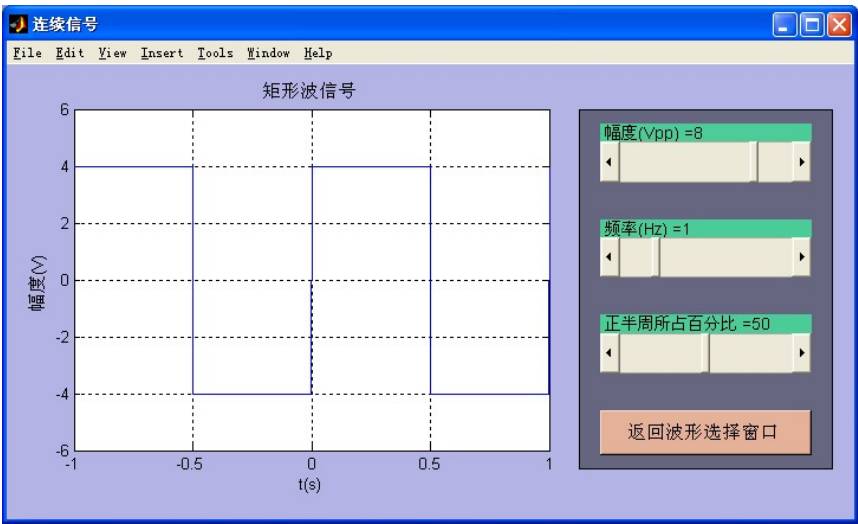 连续信号
File Edit View Insert Tools Window Help
矩形波信号
6
4
2
0
-2
-4
-6
幅度(V)
-1 -0.5 0 0.5 1
t(s)
幅度(Vpp) =8
频率(Hz) =1
正半周所占百分比 =50
返回波形选择窗口